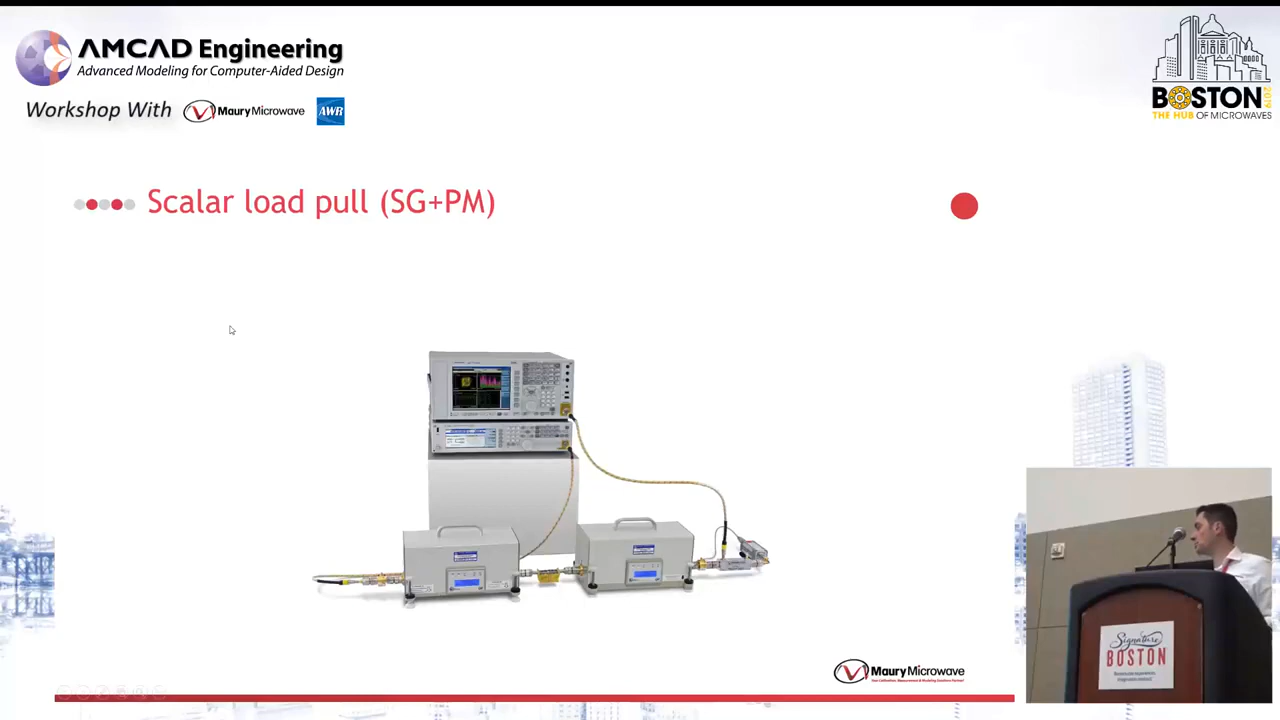 AMCAD Engineering
Advanced Modeling for Computer-Aided Design
Workshop With
Maury Microwave
AWR
BOSTON
2019
THE HUB OF MICROWAVES
Scalar load pull (SG+PM)
Signature
BOSTON
Maury Microwave